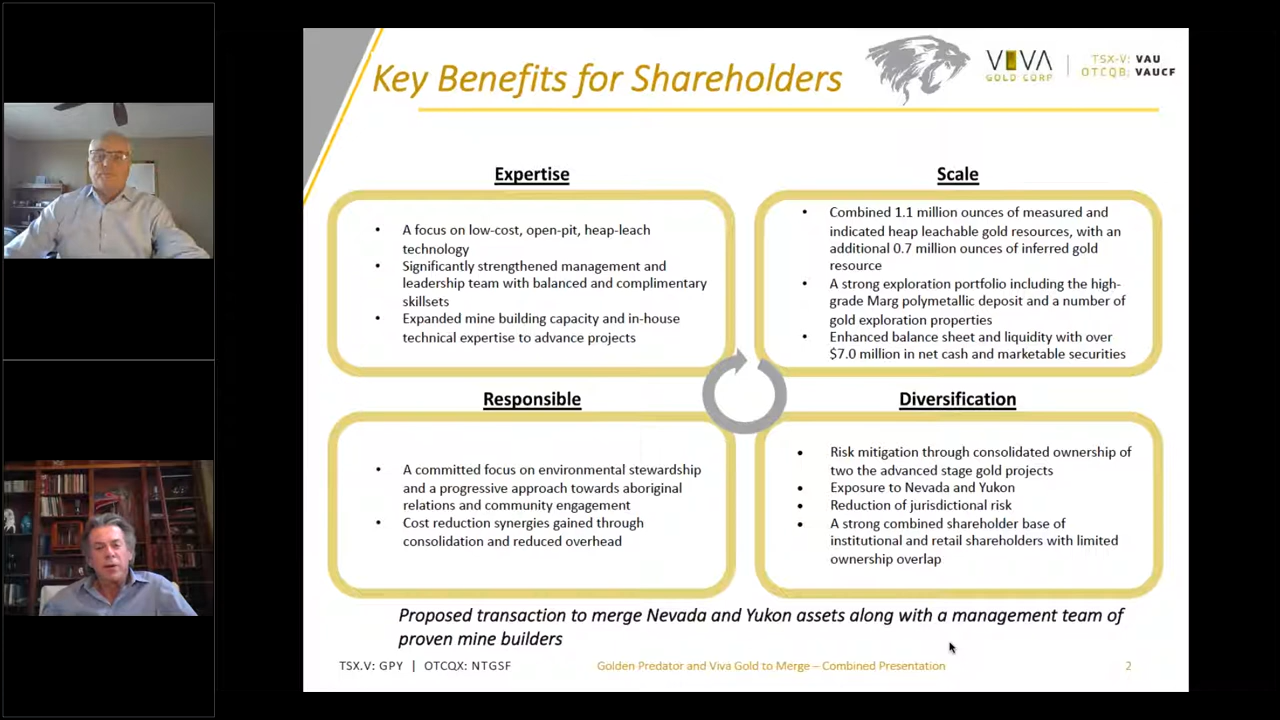 Key Benefits for Shareholders
VIVA
GOLD CORP
TSX-V: VAU
OTCQB: VAUCF
Expertise
• A focus on low-cost, open-pit, heap-leach
technology
• Significantly strengthened management and
leadership team with balanced and complimentary
skillsets
• Expanded mine building capacity and in-house
technical expertise to advance projects
Scale
• Combined 1.1 million ounces of measured and
indicated heap leachable gold resources, with an
additional 0.7 million ounces of inferred gold
resource
• A strong exploration portfolio including the high-
grade Marg polymetallic deposit and a number of
gold exploration properties
• Enhanced balance sheet and liquidity with over
$7.0 million in net cash and marketable securities
Responsible
• A committed focus on environmental stewardship
and a progressive approach towards aboriginal
relations and community engagement
• Cost reduction synergies gained through
consolidation and reduced overhead
Diversification
• Risk mitigation through consolidated ownership of
two the advanced stage gold projects
• Exposure to Nevada and Yukon
• Reduction of jurisdictional risk
• A strong combined shareholder base of
institutional and retail shareholders with limited
ownership overlap
Proposed transaction to merge Nevada and Yukon assets along with a management team of
proven mine builders
TSX.V: GPY | OTCQX: NTGSF
Golden Predator and Viva Gold to Merge – Combined Presentation
2